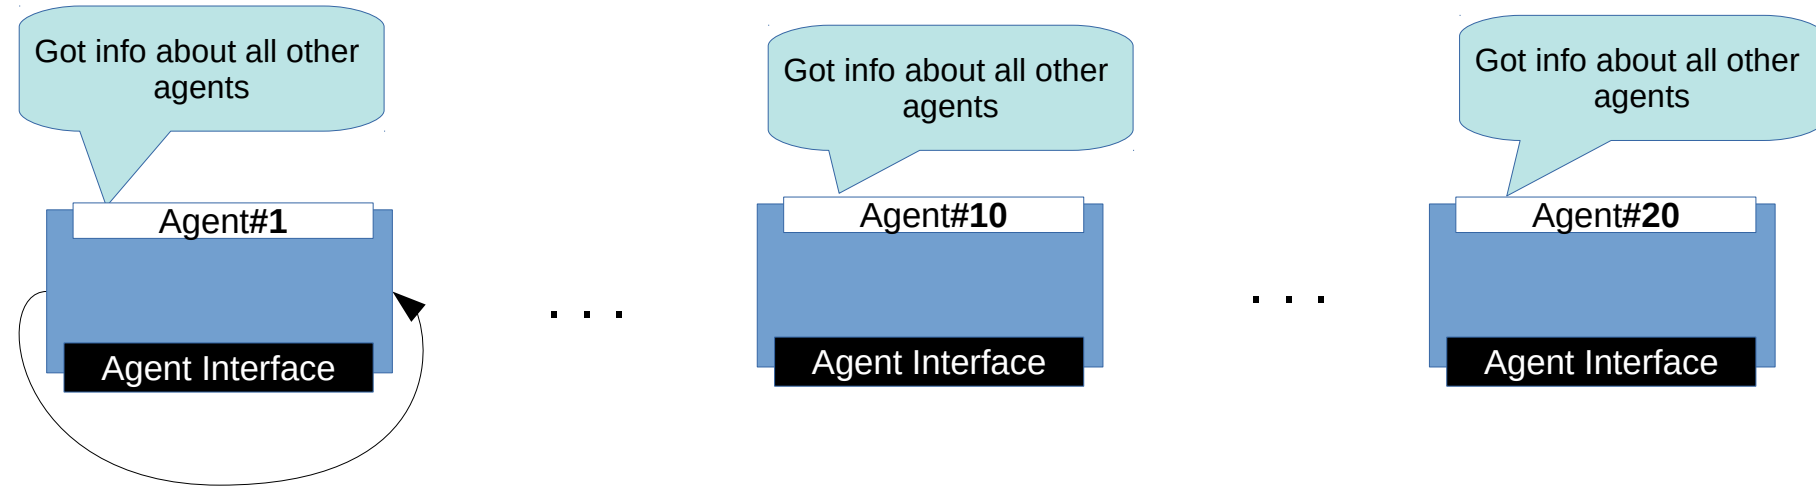 Got info about all other
agents
Got info about all other
agents
Got info about all other
agents
Agent#1
Agent#10
Agent#20
. . .
. . .
Agent Interface
Agent Interface
Agent Interface